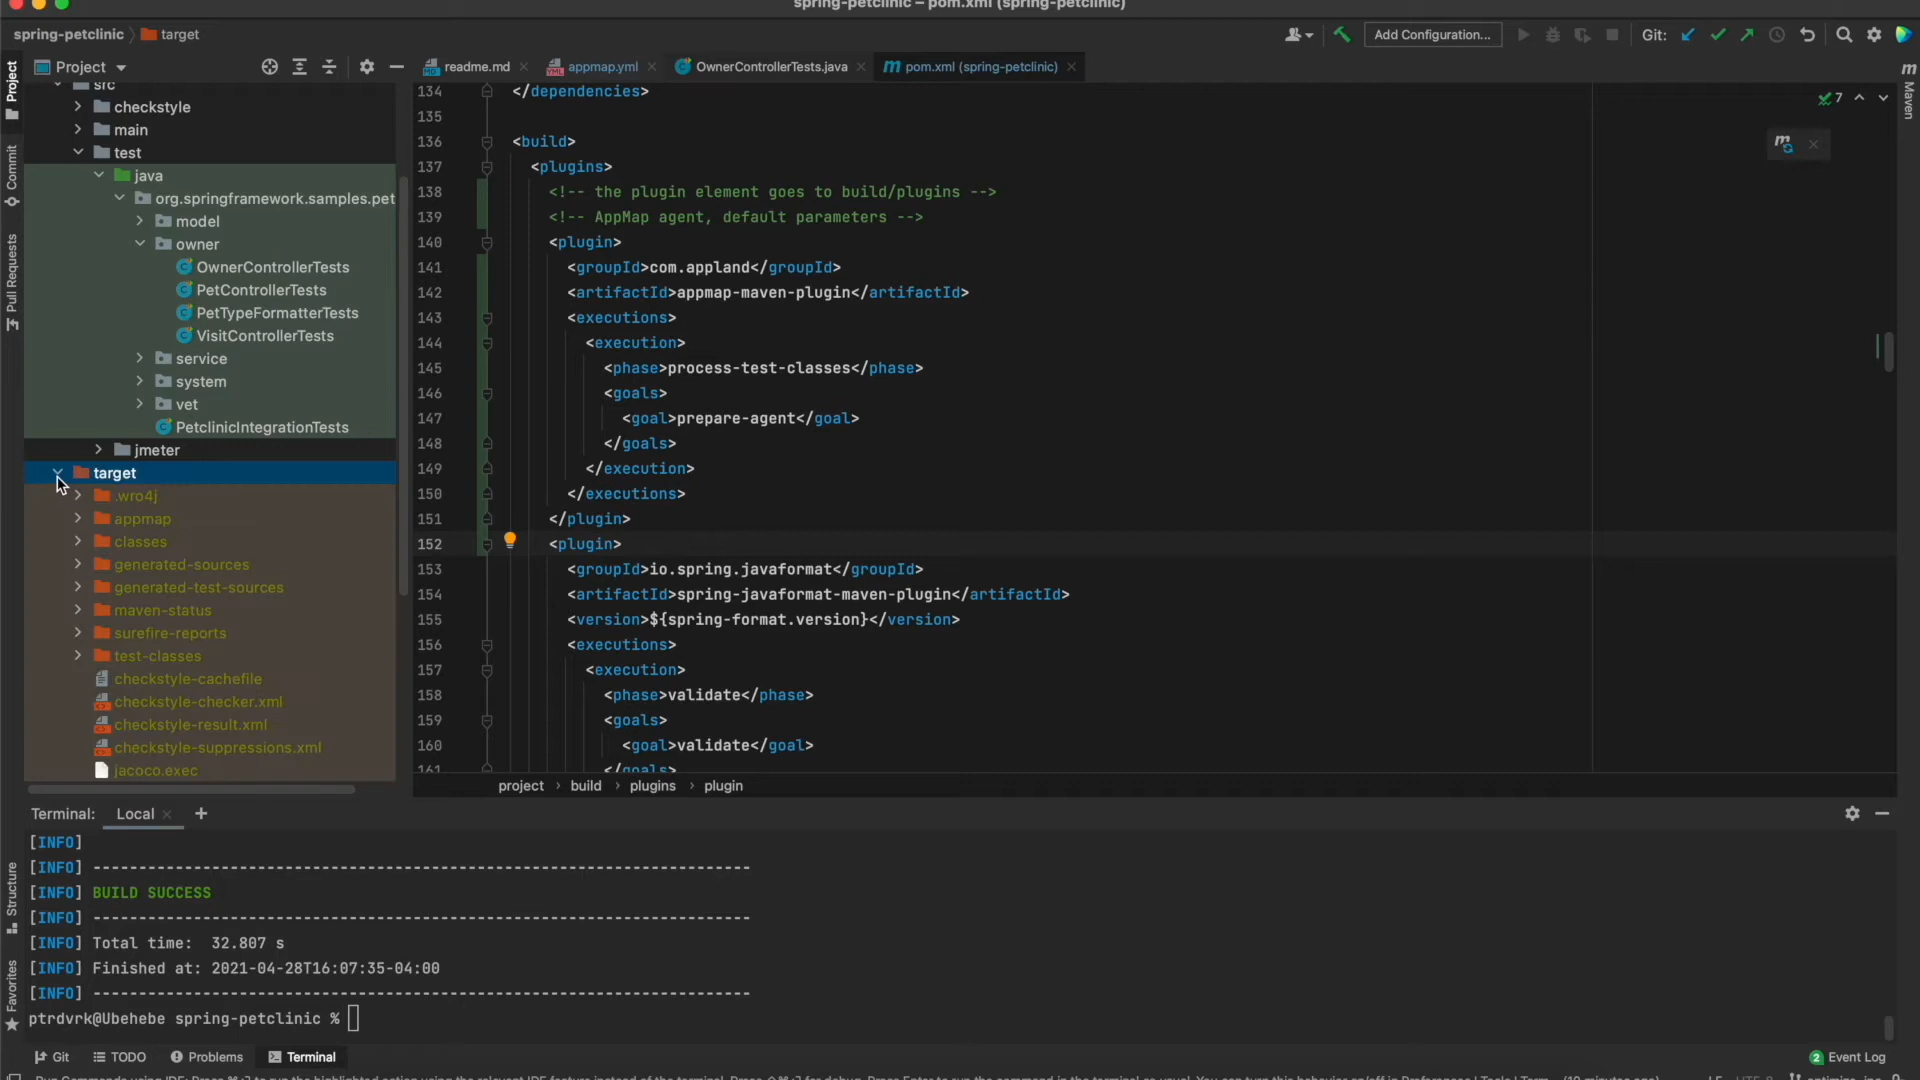 spring-petclinic – pom.xml (spring-petclinic)
spring-petclinic
target
Add Configuration...
Git:
Project
readme.md
appmap.yml
OwnerControllerTests.java
pom.xml (spring-petclinic)
Project
Commit
Pull Requests
Structure
Favorites
Maven
src
checkstyle
main
test
java
org.springframework.samples.pet
model
owner
OwnerControllerTests
PetControllerTests
PetTypeFormatterTests
VisitControllerTests
service
system
vet
PetclinicIntegrationTests
jmeter
target
.wro4j
appmap
classes
generated-sources
generated-test-sources
maven-status
surefire-reports
test-classes
checkstyle-cachefile
checkstyle-checker.xml
checkstyle-result.xml
checkstyle-suppressions.xml
jacoco.exec
7
134 </dependencies>
135
136 <build>
137 <plugins>
138 <!-- the plugin element goes to build/plugins -->
139 <!-- AppMap agent, default parameters -->
140 <plugin>
141 <groupId>com.appland</groupId>
142 <artifactId>appmap-maven-plugin</artifactId>
143 <executions>
144 <execution>
145 <phase>process-test-classes</phase>
146 <goals>
147 <goal>prepare-agent</goal>
148 </goals>
149 </execution>
150 </executions>
151 </plugin>
152 <plugin>
153 <groupId>io.spring.javaformat</groupId>
154 <artifactId>spring-javaformat-maven-plugin</artifactId>
155 <version>${spring-format.version}</version>
156 <executions>
157 <execution>
158 <phase>validate</phase>
159 <goals>
160 <goal>validate</goal>
161 </goals>
project › build › plugins › plugin
Terminal: Local
[INFO]
[INFO] ------------------------------------------------------------------------
[INFO] BUILD SUCCESS
[INFO] ------------------------------------------------------------------------
[INFO] Total time:  32.807 s
[INFO] Finished at: 2021-04-28T16:07:35-04:00
[INFO] ------------------------------------------------------------------------
ptrdvrk@Ubehebe spring-petclinic %
Git
TODO
Problems
Terminal
2 Event Log